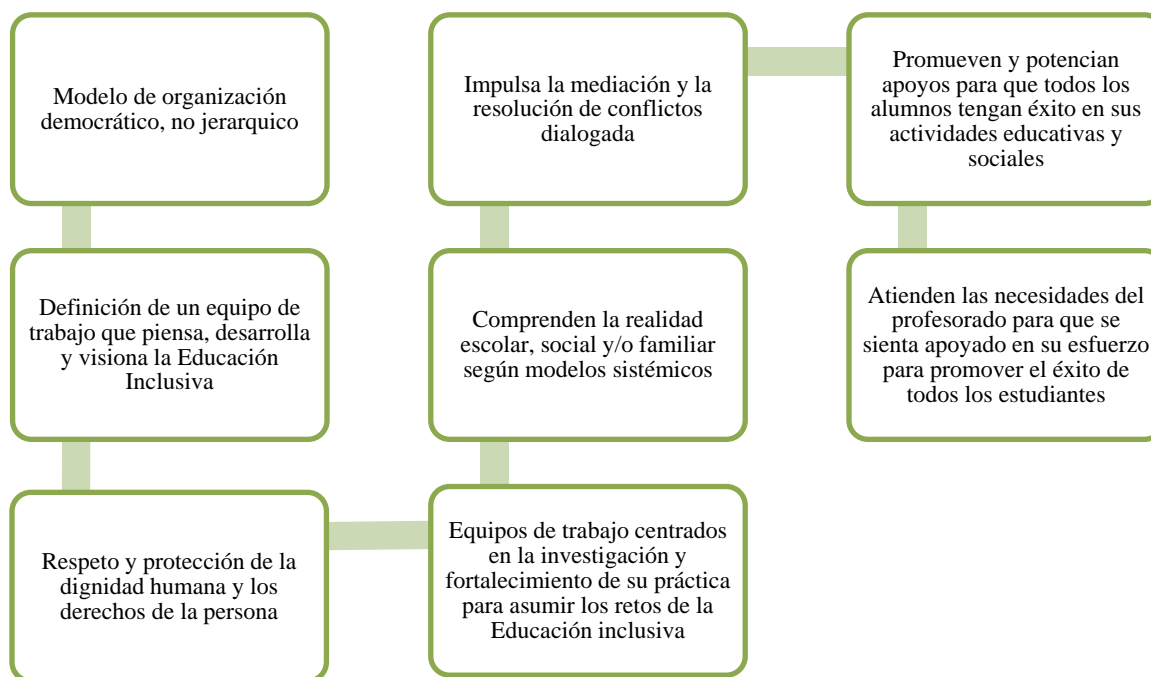 Modelo de organización
democrático, no jerarquico
Definición de un equipo de
trabajo que piensa, desarrolla
y visiona la Educación
Inclusiva
Respeto y protección de la
dignidad humana y los
derechos de la persona
Equipos de trabajo centrados
en la investigación y
fortalecimiento de su práctica
para asumir los retos de la
Educación inclusiva
Comprenden la realidad
escolar, social y/o familiar
según modelos sistémicos
Impulsa la mediación y la
resolución de conflictos
dialogada
Promueven y potencian
apoyos para que todos los
alumnos tengan éxito en sus
actividades educativas y
sociales
Atienden las necesidades del
profesorado para que se
sienta apoyado en su esfuerzo
para promover el éxito de
todos los estudiantes